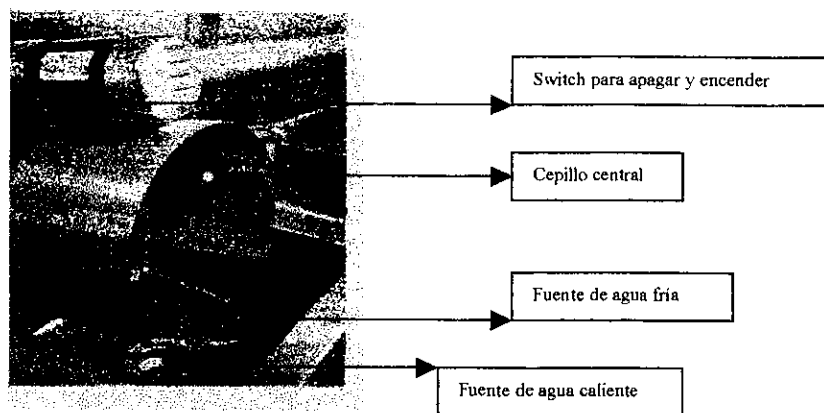 Switch para apagar y encender
Cepillo central
Fuente de agua fría
Fuente de agua caliente